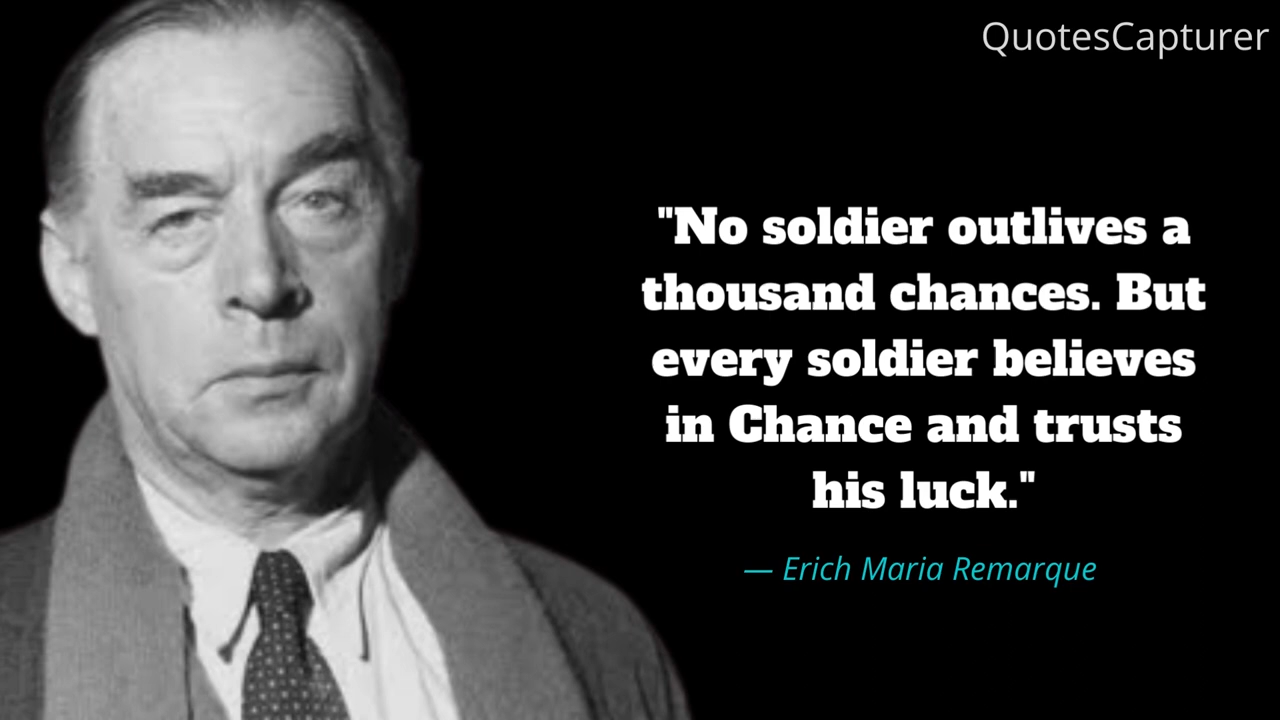 QuotesCapturer
"No soldier outlives a
thousand chances. But
every soldier believes
in Chance and trusts
his luck."
— Erich Maria Remarque